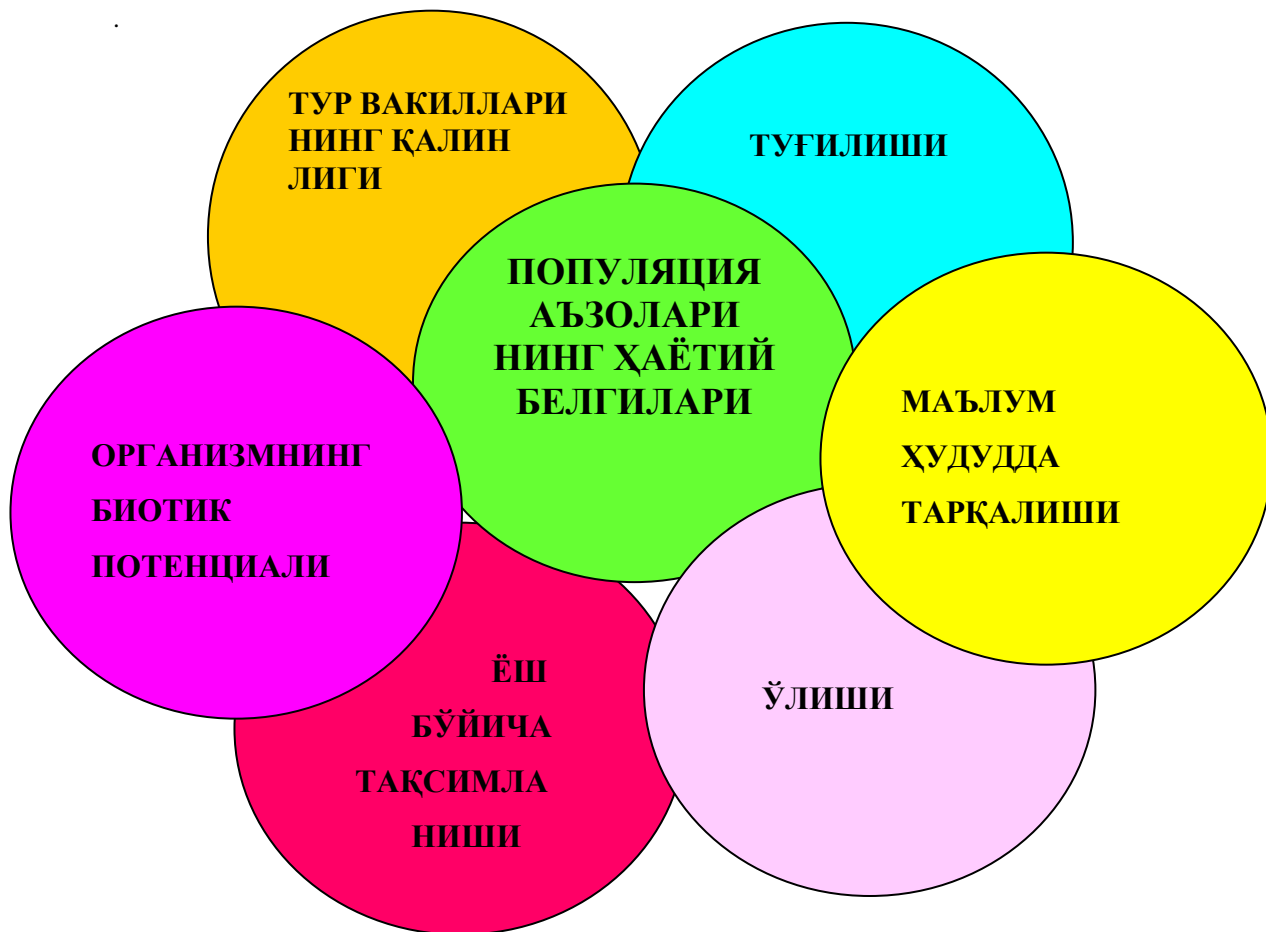 ТУР ВАКИЛЛАРИ
НИНГ ҚАЛИН
ЛИГИ
ТУҒИЛИШИ
ПОПУЛЯЦИЯ
АЪЗОЛАРИ
НИНГ ҲАЁТИЙ
БЕЛГИЛАРИ
МАЪЛУМ
ҲУДУДДА
ТАРҚАЛИШИ
ОРГАНИЗМНИНГ
БИОТИК
ПОТЕНЦИАЛИ
ЁШ
БЎЙИЧА
ТАҚСИМЛА
НИШИ
ЎЛИШИ